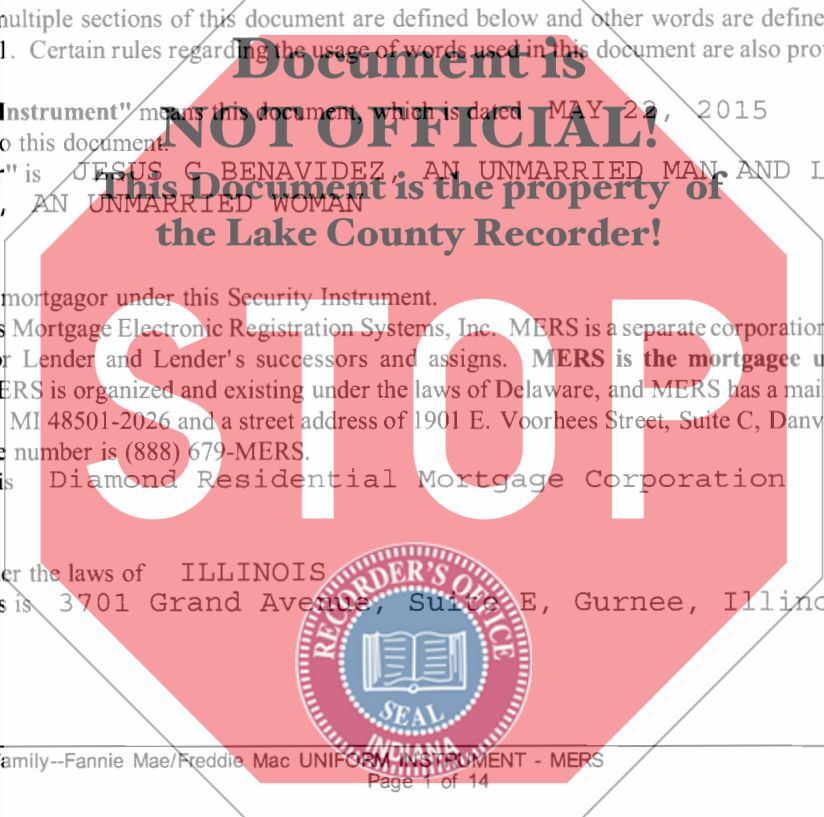 multiple sections of this document are defined below and other words are define
1. Certain rules regarding the usage of words used in this document are also pro
Document is
Instrument" means this document, which is dated MAY 22, 2015
NOT OFFICIAL!
o this document.
r" is JESUS C BENAVIDEZ, AN UNMARRIED MAN AND L
This Document is the property of
, AN UNMARRIED WOMAN
the Lake County Recorder!
mortgagor under this Security Instrument.
s Mortgage Electronic Registration Systems, Inc. MERS is a separate corporation
or Lender and Lender's successors and assigns. MERS is the mortgagee u
ERS is organized and existing under the laws of Delaware, and MERS has a mail
MI 48501-2026 and a street address of 1901 E. Voorhees Street, Suite C, Danv
e number is (888) 679-MERS.
STOP
is Diamond Residential Mortgage Corporation
er the laws of ILLINOIS
s is 3701 Grand Avenue, Suite E, Gurnee, Illino
RECORDER'S OFFICE
SEAL
INDIANA
amily--Fannie Mae/Freddie Mac UNIFORM INSTRUMENT - MERS
Page 1 of 14